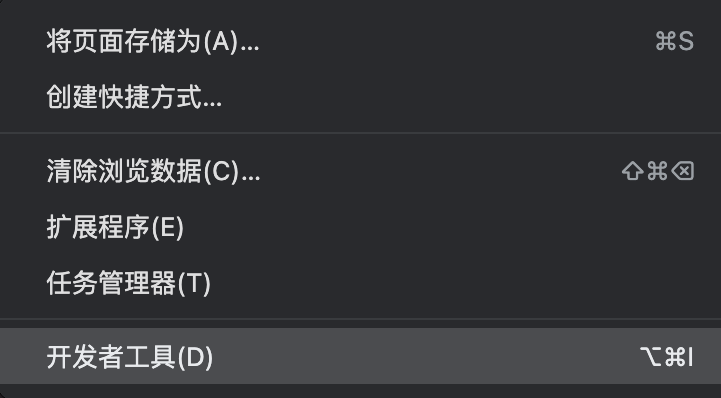 将页面存储为(A)... ⌘S
创建快捷方式...
清除浏览数据(C)... ⇧⌘⌫
扩展程序(E)
任务管理器(T)
开发者工具(D) ⌥⌘I